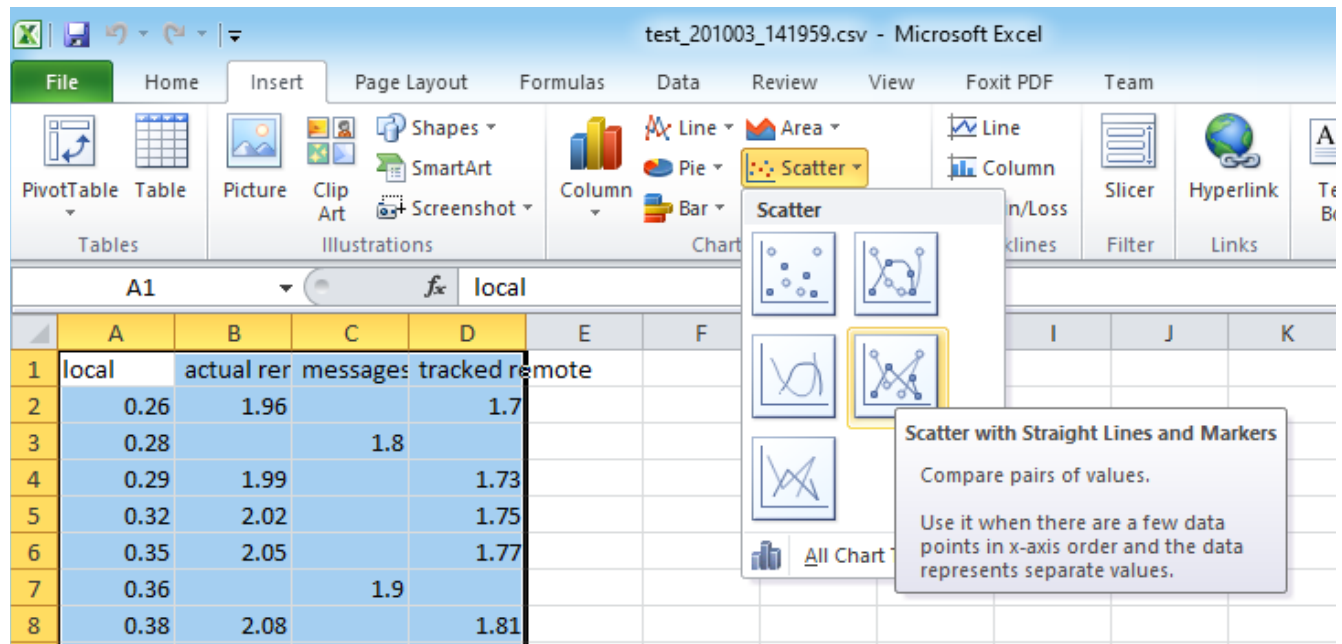 test_201003_141959.csv - Microsoft Excel
File Home Insert Page Layout Formulas Data Review View Foxit PDF Team
PivotTable Table Picture Clip Art Shapes SmartArt Screenshot Column Line Pie Bar Area Scatter Line Column n/Loss Slicer Hyperlink
Tables Illustrations Chart klines Filter Links
Scatter
A1 fx local
A B C D E F I J K
1 local actual rer messages tracked remote
2 0.26 1.96 1.7
3 0.28 1.8
4 0.29 1.99 1.73
5 0.32 2.02 1.75
6 0.35 2.05 1.77
7 0.36 1.9
8 0.38 2.08 1.81
Scatter with Straight Lines and Markers
Compare pairs of values.
Use it when there are a few data
points in x-axis order and the data
represents separate values.
All Chart